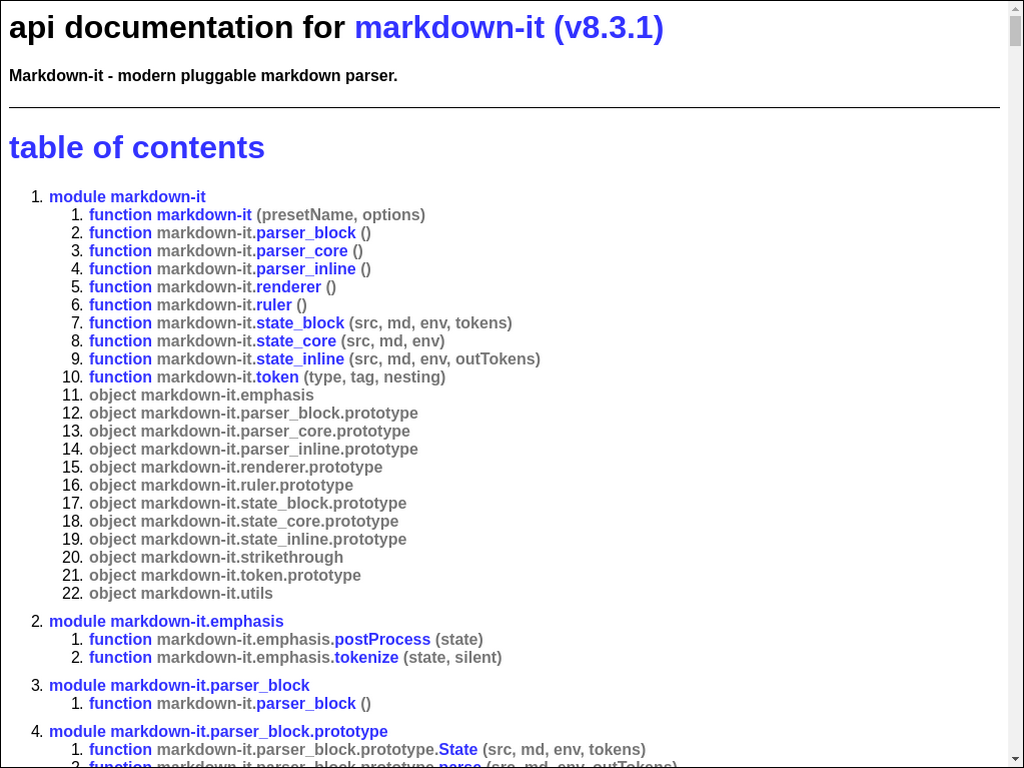 api documentation for markdown-it (v8.3.1)
Markdown-it - modern pluggable markdown parser.
table of contents
1. module markdown-it
1. function markdown-it (presetName, options)
2. function markdown-it.parser_block ()
3. function markdown-it.parser_core ()
4. function markdown-it.parser_inline ()
5. function markdown-it.renderer ()
6. function markdown-it.ruler ()
7. function markdown-it.state_block (src, md, env, tokens)
8. function markdown-it.state_core (src, md, env)
9. function markdown-it.state_inline (src, md, env, outTokens)
10. function markdown-it.token (type, tag, nesting)
11. object markdown-it.emphasis
12. object markdown-it.parser_block.prototype
13. object markdown-it.parser_core.prototype
14. object markdown-it.parser_inline.prototype
15. object markdown-it.renderer.prototype
16. object markdown-it.ruler.prototype
17. object markdown-it.state_block.prototype
18. object markdown-it.state_core.prototype
19. object markdown-it.state_inline.prototype
20. object markdown-it.strikethrough
21. object markdown-it.token.prototype
22. object markdown-it.utils
2. module markdown-it.emphasis
1. function markdown-it.emphasis.postProcess (state)
2. function markdown-it.emphasis.tokenize (state, silent)
3. module markdown-it.parser_block
1. function markdown-it.parser_block ()
4. module markdown-it.parser_block.prototype
1. function markdown-it.parser_block.prototype.State (src, md, env, tokens)
2. function markdown-it.parser_block.prototype.parse (src, md, env, outTokens)